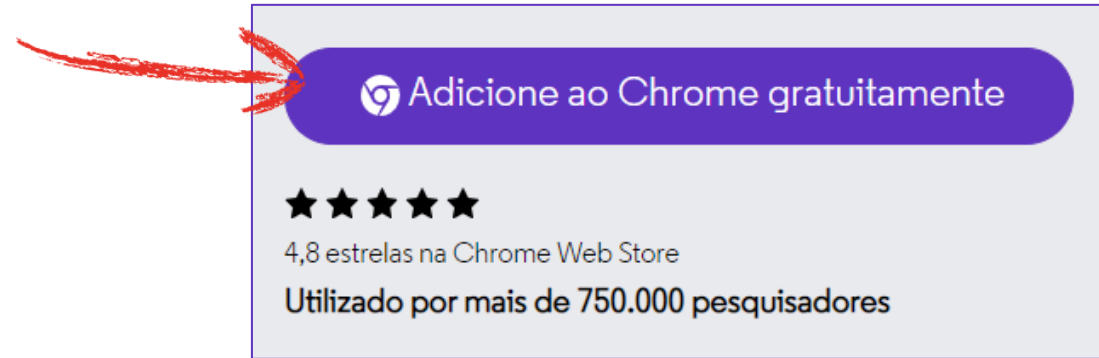 Adicione ao Chrome gratuitamente
4,8 estrelas na Chrome Web Store
Utilizado por mais de 750.000 pesquisadores